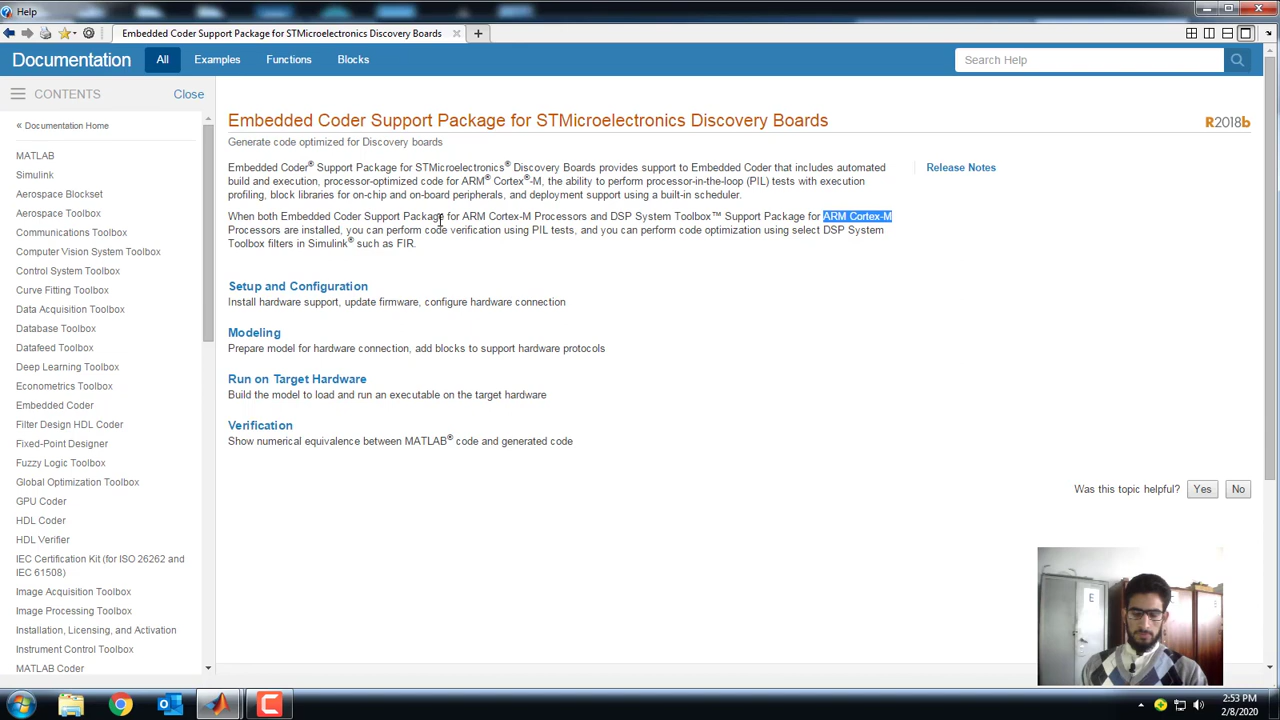 Help
Embedded Coder Support Package for STMicroelectronics Discovery Boards
Documentation
All
Examples
Functions
Blocks
Search Help
CONTENTS
Close
« Documentation Home
MATLAB
Simulink
Aerospace Blockset
Aerospace Toolbox
Communications Toolbox
Computer Vision System Toolbox
Control System Toolbox
Curve Fitting Toolbox
Data Acquisition Toolbox
Database Toolbox
Datafeed Toolbox
Deep Learning Toolbox
Econometrics Toolbox
Embedded Coder
Filter Design HDL Coder
Fixed-Point Designer
Fuzzy Logic Toolbox
Global Optimization Toolbox
GPU Coder
HDL Coder
HDL Verifier
IEC Certification Kit (for ISO 26262 and
IEC 61508)
Image Acquisition Toolbox
Image Processing Toolbox
Installation, Licensing, and Activation
Instrument Control Toolbox
MATLAB Coder
Embedded Coder Support Package for STMicroelectronics Discovery Boards
R2018b
Generate code optimized for Discovery boards
Embedded Coder® Support Package for STMicroelectronics® Discovery Boards provides support to Embedded Coder that includes automated
build and execution, processor-optimized code for ARM® Cortex®-M, the ability to perform processor-in-the-loop (PIL) tests with execution
profiling, block libraries for on-chip and on-board peripherals, and deployment support using a built-in scheduler.
Release Notes
When both Embedded Coder Support Package for ARM Cortex-M Processors and DSP System Toolbox™ Support Package for ARM Cortex-M
Processors are installed, you can perform code verification using PIL tests, and you can perform code optimization using select DSP System
Toolbox filters in Simulink® such as FIR.
Setup and Configuration
Install hardware support, update firmware, configure hardware connection
Modeling
Prepare model for hardware connection, add blocks to support hardware protocols
Run on Target Hardware
Build the model to load and run an executable on the target hardware
Verification
Show numerical equivalence between MATLAB® code and generated code
Was this topic helpful?
Yes
No
E
E
2:53 PM
2/8/2020